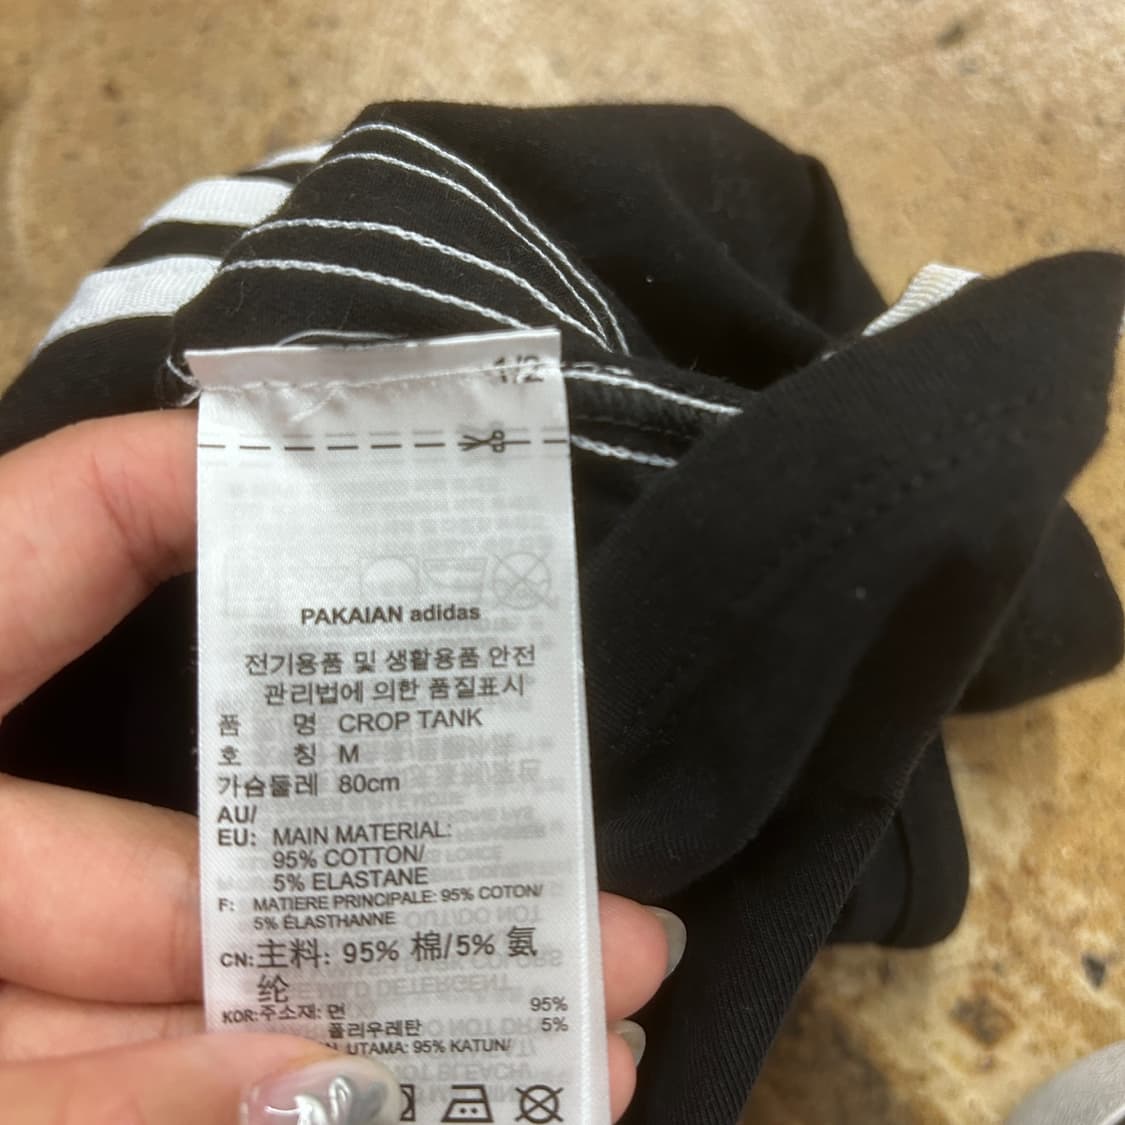 1/2
PAKAIAN adidas
전기용품 및 생활용품 안전
관리법에 의한 품질표시
품 명 CROP TANK
호 칭 M
가슴둘레 80cm
AU/
EU: MAIN MATERIAL:
95% COTTON/
5% ELASTANE
F: MATIERE PRINCIPALE: 95% COTON/
5% ÉLASTHANNE
CN:主料: 95% 棉/5% 氨
纶
KOR:주소재: 면 95%
폴리우레탄 5%
UTAMA: 95% KATUN/